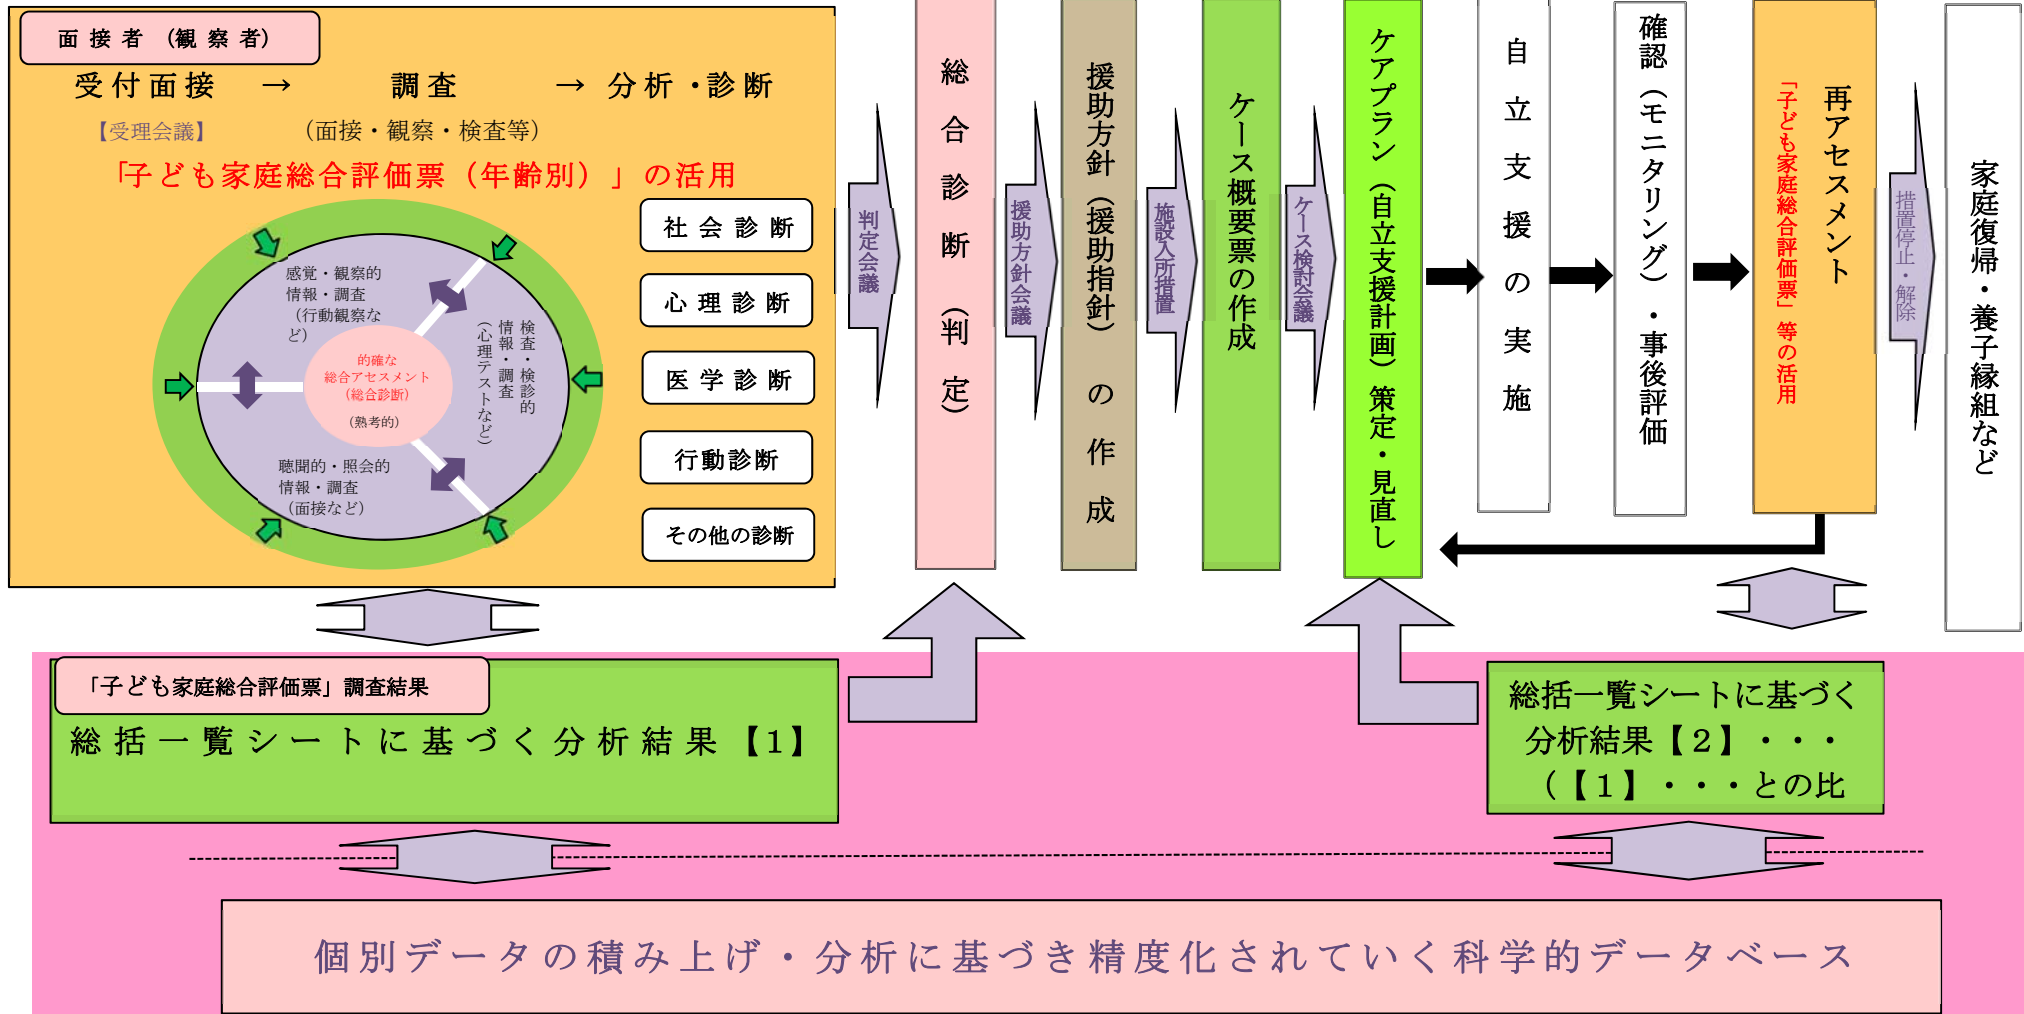 面接者 （観察者）
受付面接 → 調査 → 分析・診断
【受理会議】 （面接・観察・検査等）
「子ども家庭総合評価票（年齢別）」の活用
感覚・観察的
情報・調査
（行動観察な
ど）
検査・検診的
情報・調査
（心理テストなど）
的確な
総合アセスメント
（総合診断）
（熟考的）
聴聞的・照会的
情報・調査
（面接など）
社会診断
心理診断
医学診断
行動診断
その他の診断
判定会議
総合診断 （判定）
援助方針会議
援助方針（援助指針） の作成
施設入所措置
ケース概要票の作成
ケース検討会議
ケアプラン（自立支援計画）策定・見直し
自立支援の実施
確認（モニタリング）・事後評価
再アセスメント
「子ども家庭総合評価票」等の活用
措置停止・解除
家庭復帰・養子縁組など
「子ども家庭総合評価票」調査結果
総括一覧シートに基づく分析結果【1】
総括一覧シートに基づく
分析結果【２】・・・
（【１】・・・との比
個別データの積み上げ・分析に基づき精度化されていく科学的データベース